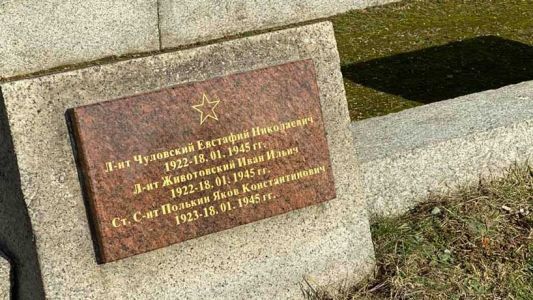 Л-нт Чуловский Евстафий Николаевич
1922-18. 01. 1945 гг.
Л-нт Животовский Иван Ильич
1922-18. 01. 1945 гг.
Ст. С-нт Полькин Яков Константинович
1923-18. 01. 1945 гг.